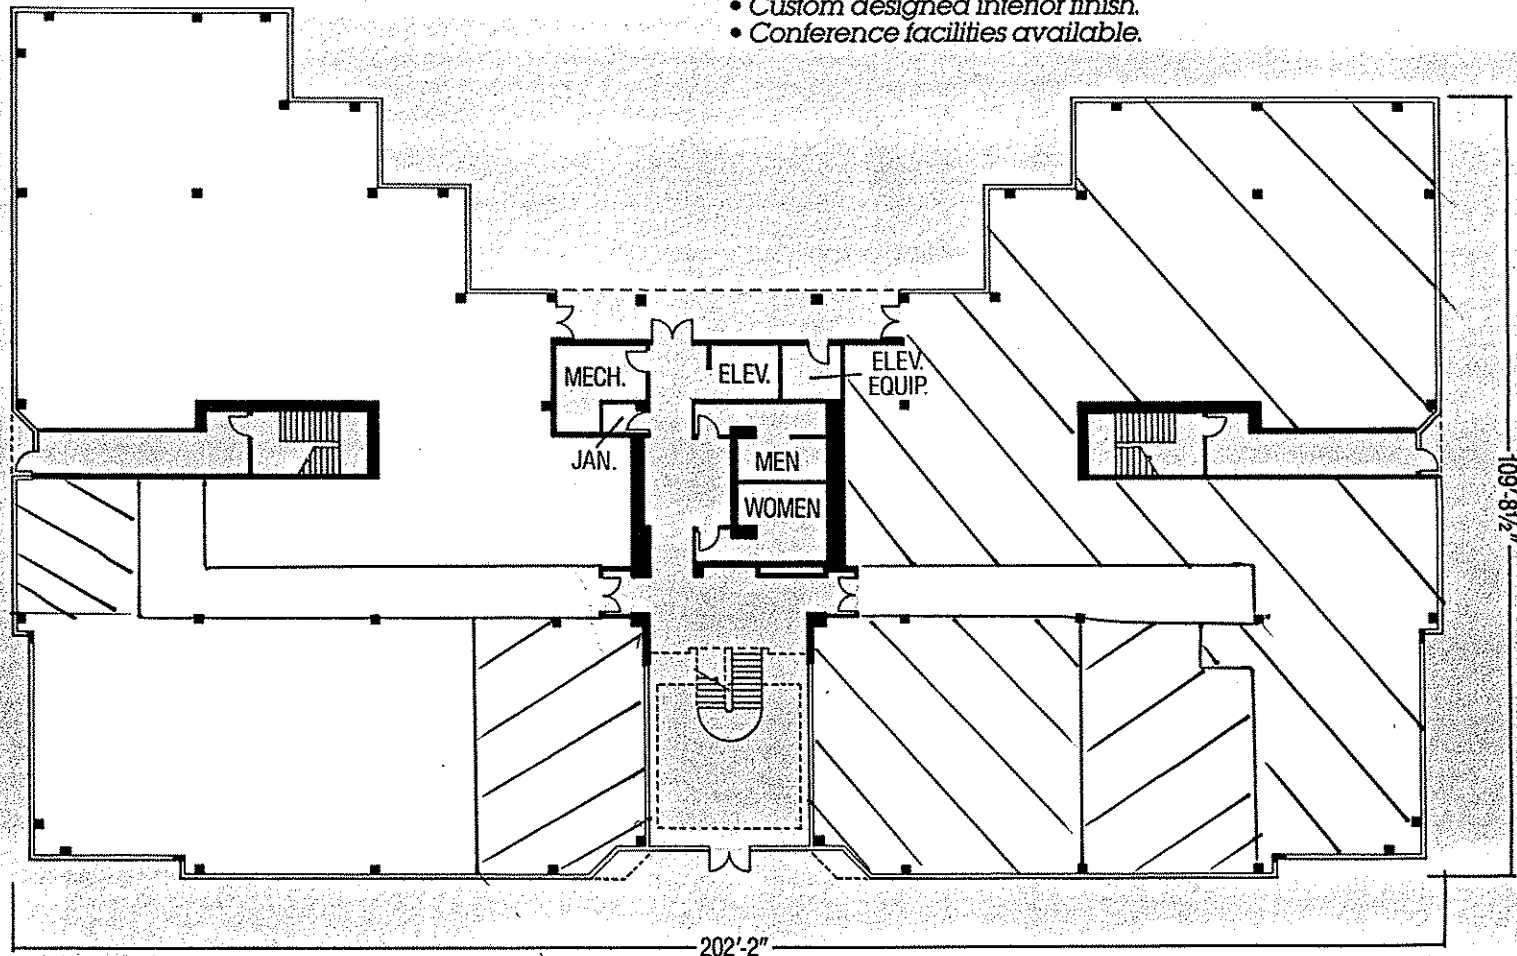 • Custom designed interior finish.
• Conference facilities available.
MECH.
ELEV.
ELEV.
EQUIP.
JAN.
MEN
WOMEN
109'-8½"
202'-2"